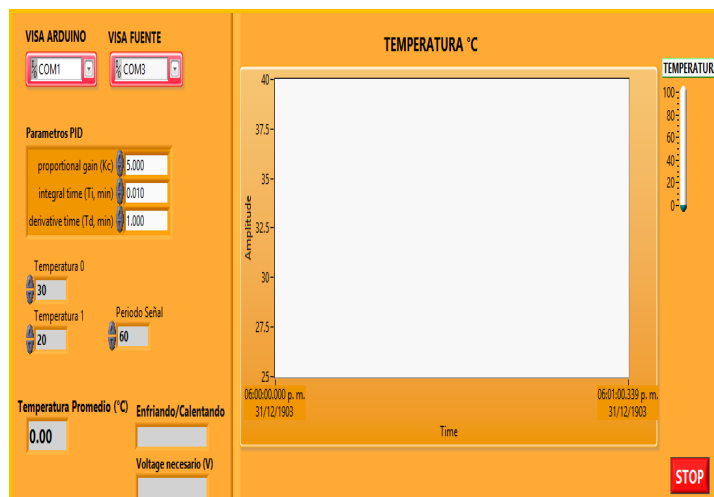 VISA ARDUINO
VISA FUENTE
COM1
COM3
Parametros PID
proportional gain (Kc) 5.000
integral time (Ti, min) 0.010
derivative time (Td, min) 1.000
Temperatura 0
30
Temperatura 1
20
Periodo Señal
60
Temperatura Promedio (°C)
0.00
Enfriando/Calentando
Voltage necesario (V)
TEMPERATURA °C
40
37.5
35
32.5
30
27.5
25
Amplitude
06:00:00.000 p. m.
31/12/1903
06:01:00.339 p. m.
31/12/1903
Time
TEMPERATUR
100
80
60
40
20
0
STOP